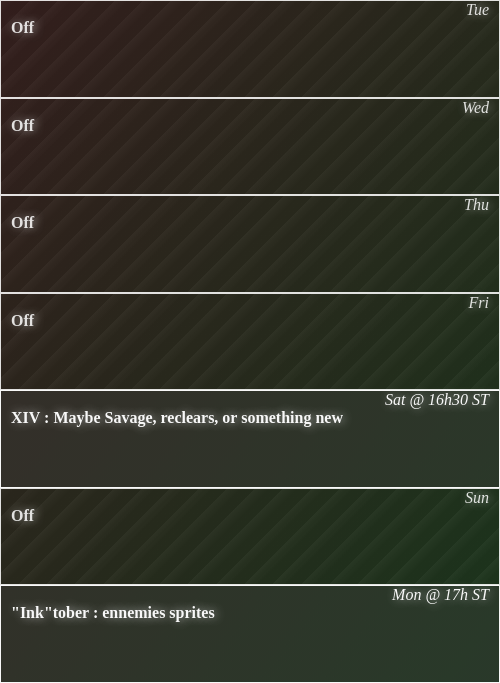 Tue
Off
Wed
Off
Thu
Off
Fri
Off
Sat @ 16h30 ST
XIV : Maybe Savage, reclears, or something new
Sun
Off
Mon @ 17h ST
"Ink"tober : ennemies sprites